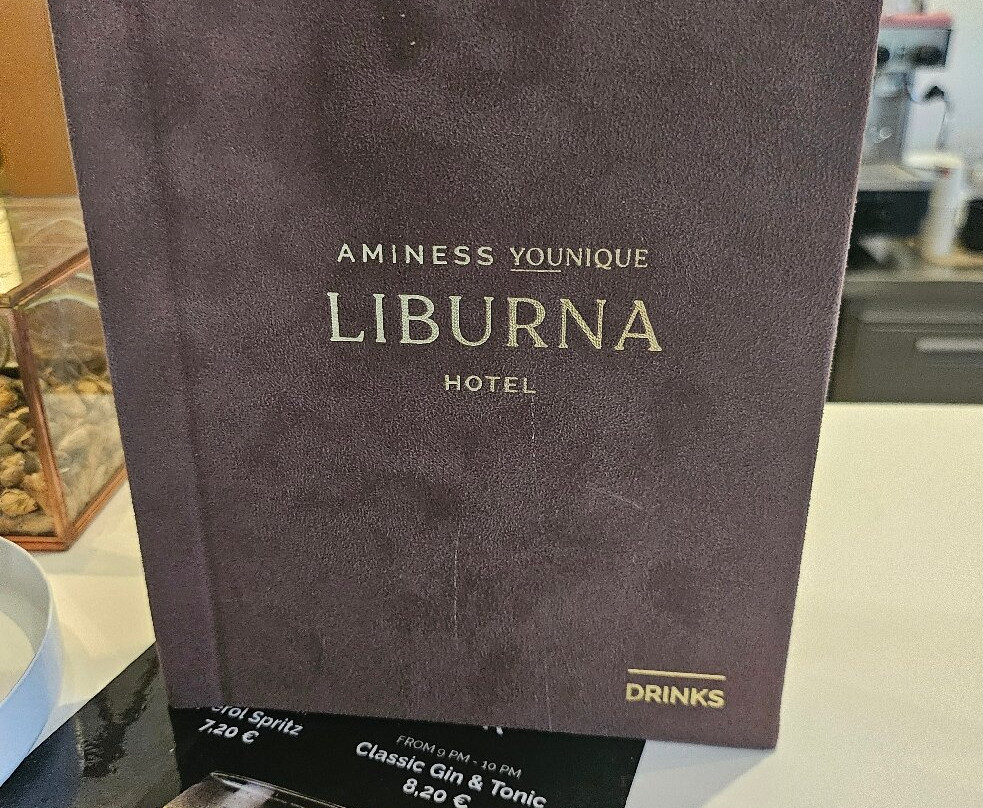 AMINESS YOUNIQUE
LIBURNA
HOTEL
DRINKS
Spritz
7.20 €
FROM 9 PM - 10 PM
Classic Gin & Tonic
8,20 €